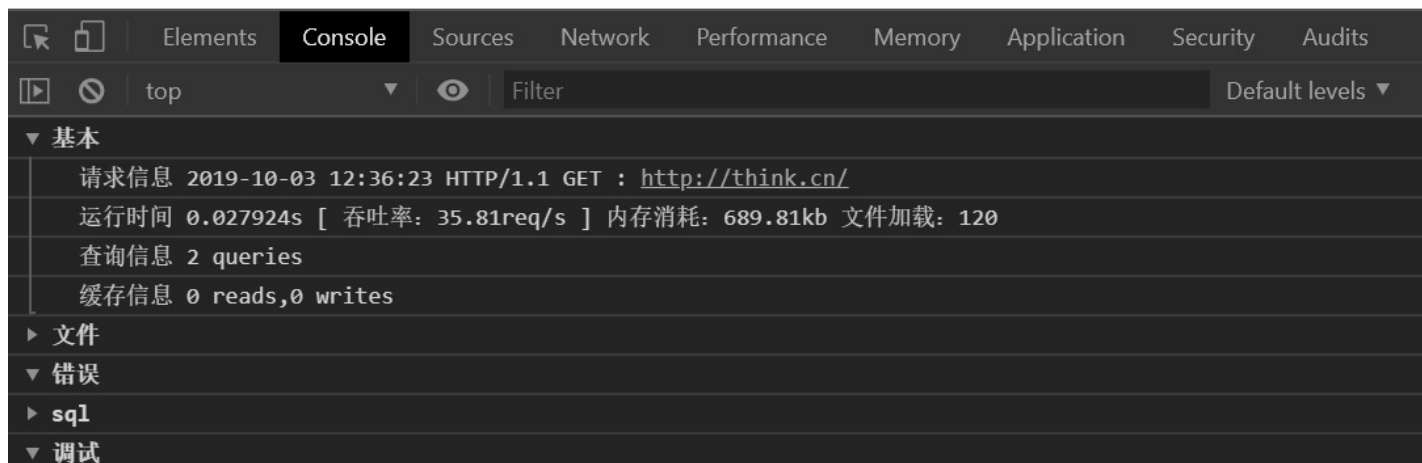 Elements Console Sources Network Performance Memory Application Security Audits
top Filter Default levels
基本
请求信息 2019-10-03 12:36:23 HTTP/1.1 GET : http://think.cn/
运行时间 0.027924s [ 吞吐率：35.81req/s ] 内存消耗：689.81kb 文件加载：120
查询信息 2 queries
缓存信息 0 reads,0 writes
文件
错误
sql
调试